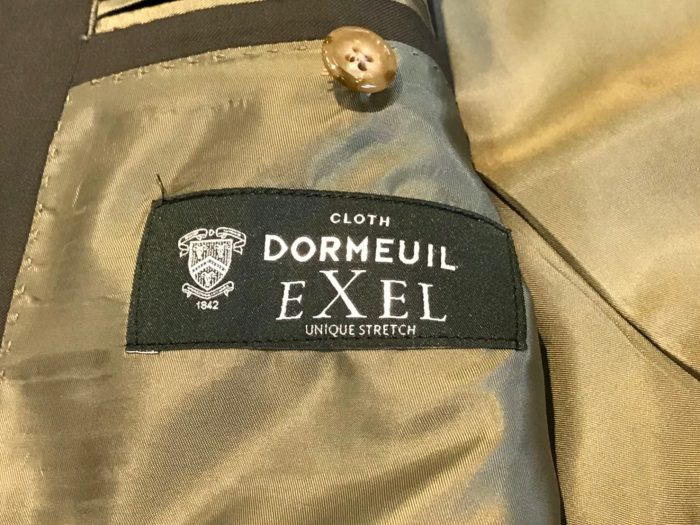 CLOTH
DORMEUIL
EXEL
UNIQUE STRETCH
1842